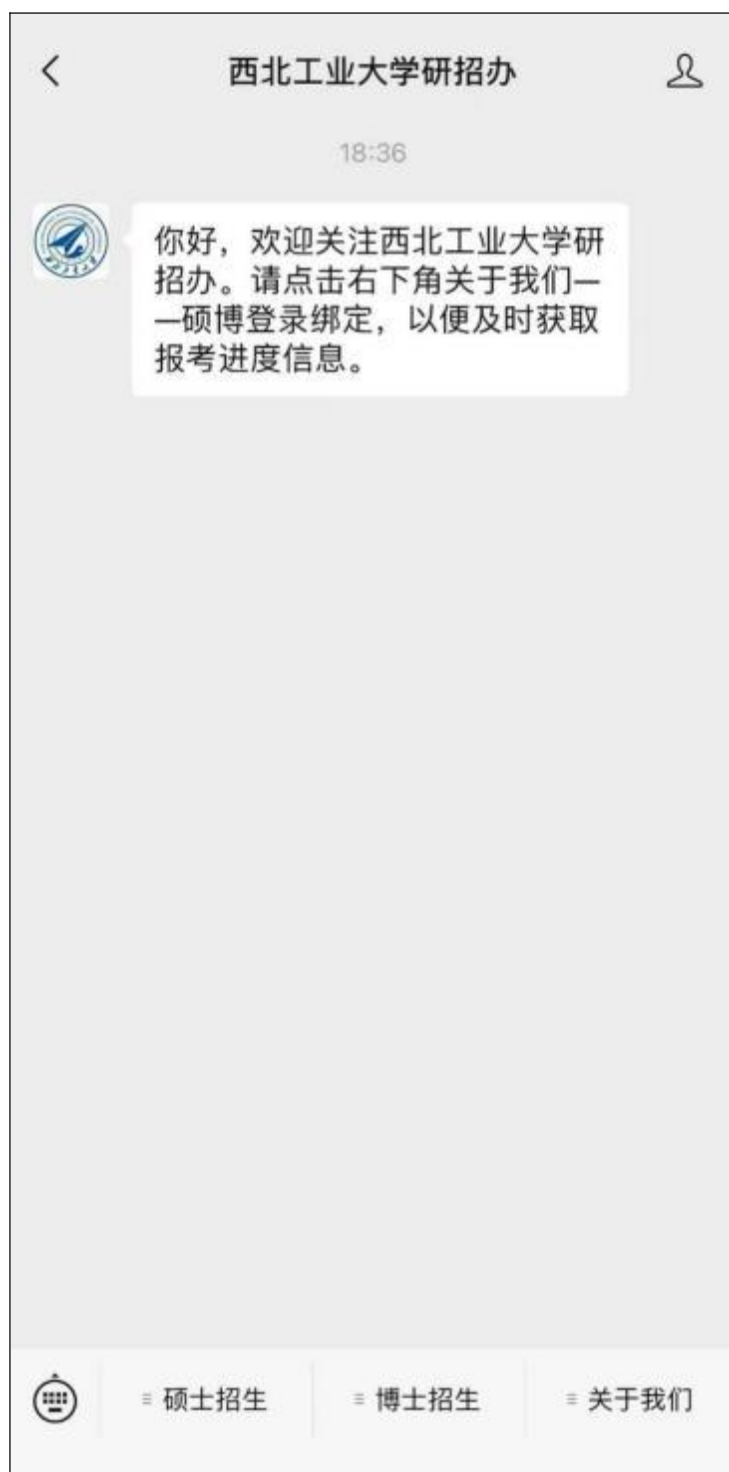 西北工业大学研招办
18:36
你好，欢迎关注西北工业大学研
招办。请点击右下角关于我们—
—硕博登录绑定，以便及时获取
报考进度信息。
硕士招生
博士招生
关于我们